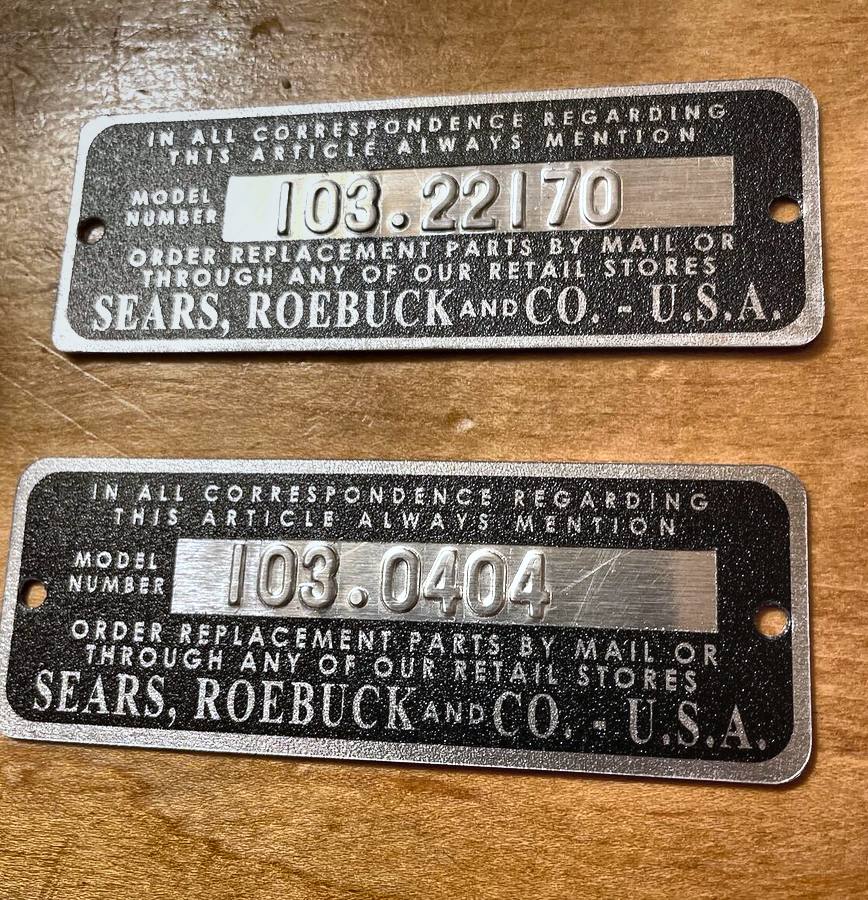 IN ALL CORRESPONDENCE REGARDING
THIS ARTICLE ALWAYS MENTION
MODEL
NUMBER
103.22170
ORDER REPLACEMENT PARTS BY MAIL OR
THROUGH ANY OF OUR RETAIL STORES
SEARS, ROEBUCK AND CO. - U.S.A.
IN ALL CORRESPONDENCE REGARDING
THIS ARTICLE ALWAYS MENTION
MODEL
NUMBER
103.0404
ORDER REPLACEMENT PARTS BY MAIL OR
THROUGH ANY OF OUR RETAIL STORES
SEARS, ROEBUCK AND CO. - U.S.A.